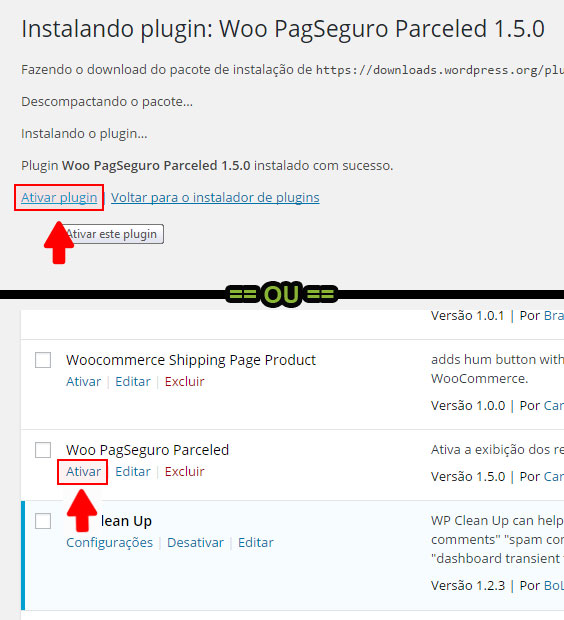 Instalando plugin: Woo PagSeguro Parceled 1.5.0
Fazendo o download do pacote de instalação de https://downloads.wordpress.org/plu
Descompactando o pacote...
Instalando o plugin...
Plugin Woo PagSeguro Parceled 1.5.0 instalado com sucesso.
Ativar plugin | Voltar para o instalador de plugins
Ativar este plugin
== OU ==
Versão 1.0.1 | Por Bra
Woocommerce Shipping Page Product
adds hum button with
Ativar | Editar | Excluir
WooCommerce.
Versão 1.0.0 | Por Car
Woo PagSeguro Parceled
Ativa a exibição dos re
Ativar | Editar | Excluir
Versão 1.5.0 | Por Car
lean Up
WP Clean Up can help
Configurações | Desativar | Editar
comments" "spam cor
"dashboard transient
Versão 1.2.3 | Por BoL